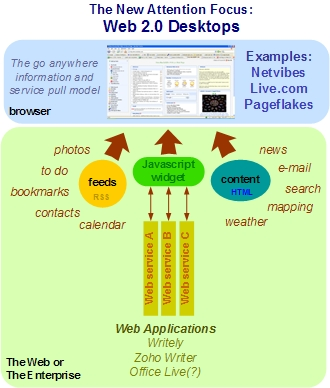 The New Attention Focus:
Web 2.0 Desktops
The go anywhere
information and
service pull model
browser
Examples:
Netvibes
Live.com
Pageflakes
photos
to do
bookmarks
contacts
calendar
feeds
RSS
Javascript
widget
content
HTML
news
e-mail
search
mapping
weather
Web service A
Web service B
Web service C
Web Applications
Writely
Zoho Writer
Office Live(?)
The Web or
The Enterprise